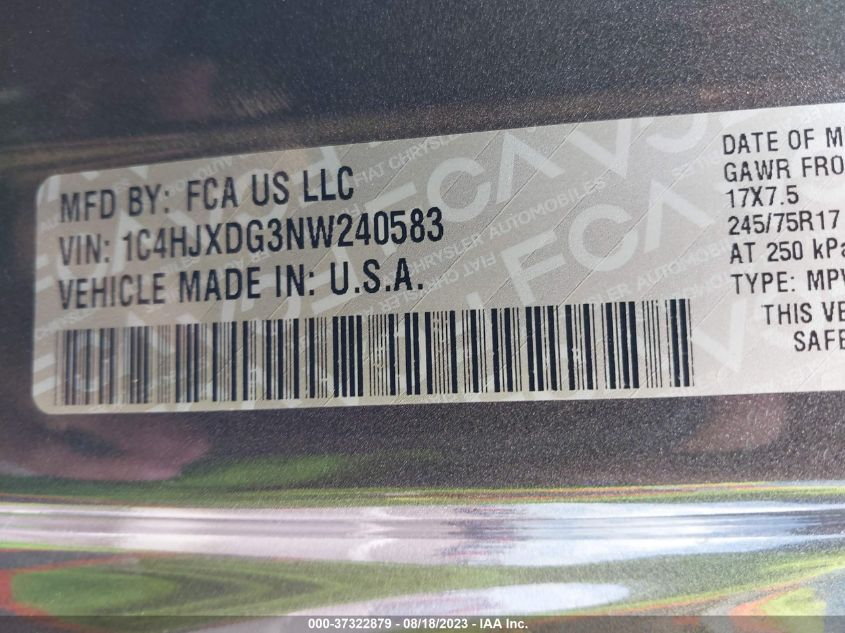 MFD BY: FCA US LLC
VIN: 1C4HJXDG3NW240583
VEHICLE MADE IN: U.S.A.
DATE OF M
GAWR FRO
17X7.5
245/75R17
AT 250 kPa
TYPE: MPV
THIS VE
SAFE
000-37322879 - 08/18/2023 - IAA Inc.